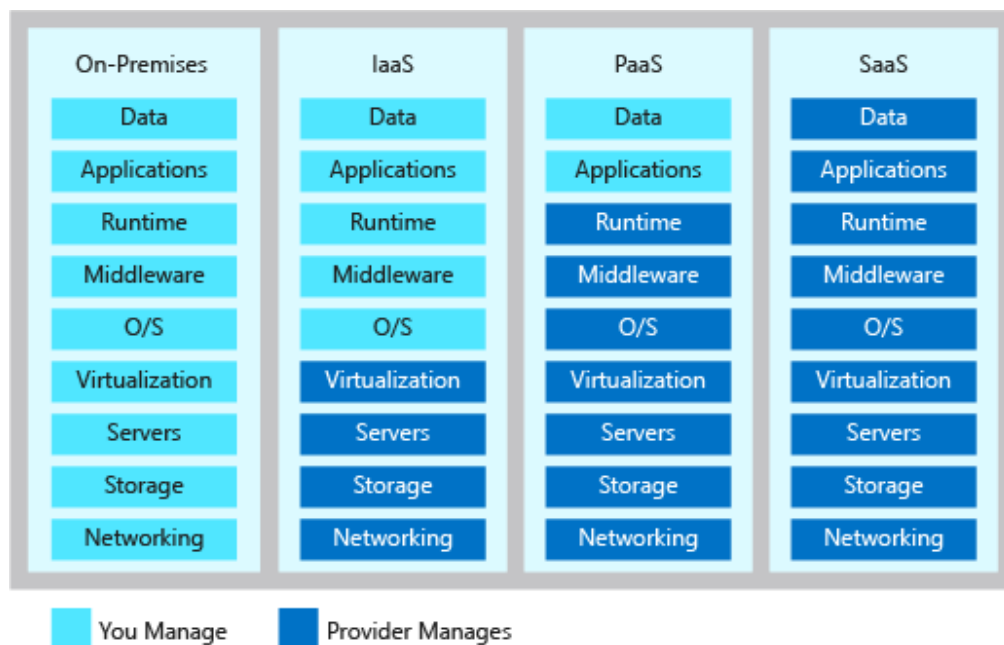 On-Premises
Data
Applications
Runtime
Middleware
O/S
Virtualization
Servers
Storage
Networking
IaaS
Data
Applications
Runtime
Middleware
O/S
Virtualization
Servers
Storage
Networking
PaaS
Data
Applications
Runtime
Middleware
O/S
Virtualization
Servers
Storage
Networking
SaaS
Data
Applications
Runtime
Middleware
O/S
Virtualization
Servers
Storage
Networking
You Manage
Provider Manages